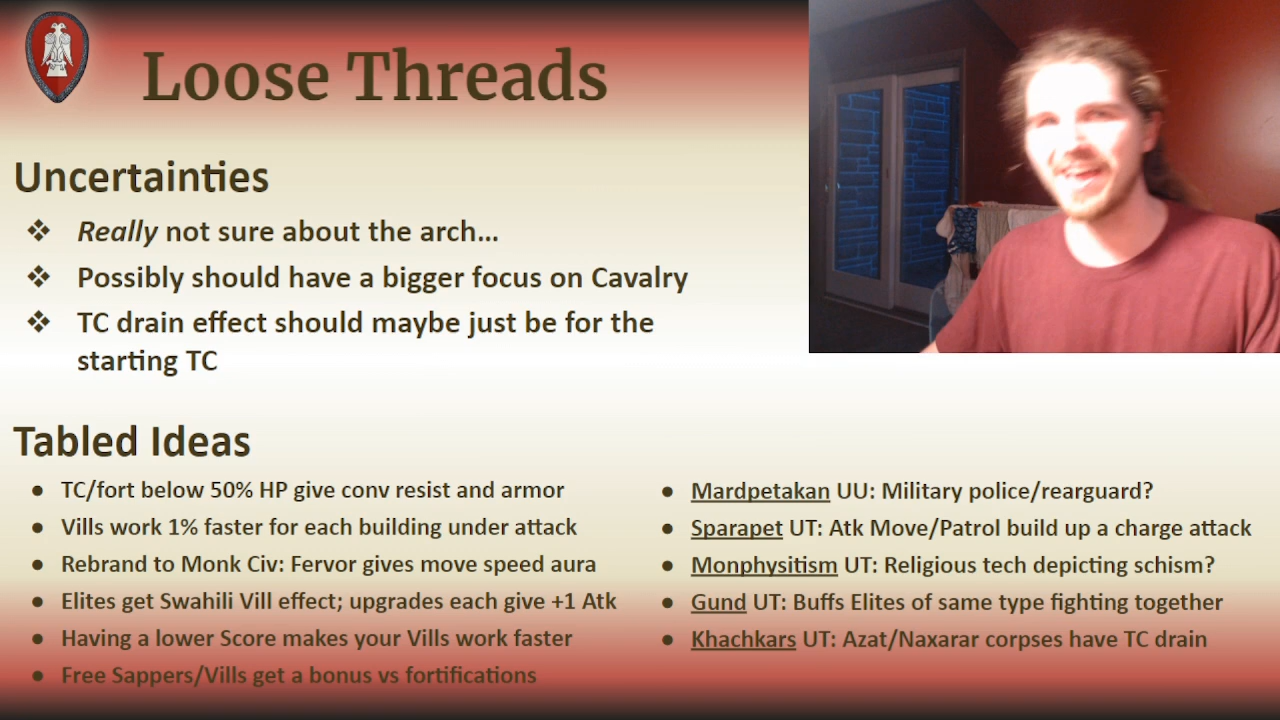 Loose Threads
Uncertainties
❖ Really not sure about the arch...
❖ Possibly should have a bigger focus on Cavalry
❖ TC drain effect should maybe just be for the
starting TC
Tabled Ideas
● TC/fort below 50% HP give conv resist and armor
● Vills work 1% faster for each building under attack
● Rebrand to Monk Civ: Fervor gives move speed aura
● Elites get Swahili Vill effect; upgrades each give +1 Atk
● Having a lower Score makes your Vills work faster
● Free Sappers/Vills get a bonus vs fortifications
● Mardpetakan UU: Military police/rearguard?
● Sparapet UT: Atk Move/Patrol build up a charge attack
● Monphysitism UT: Religious tech depicting schism?
● Gund UT: Buffs Elites of same type fighting together
● Khachkars UT: Azat/Naxarar corpses have TC drain